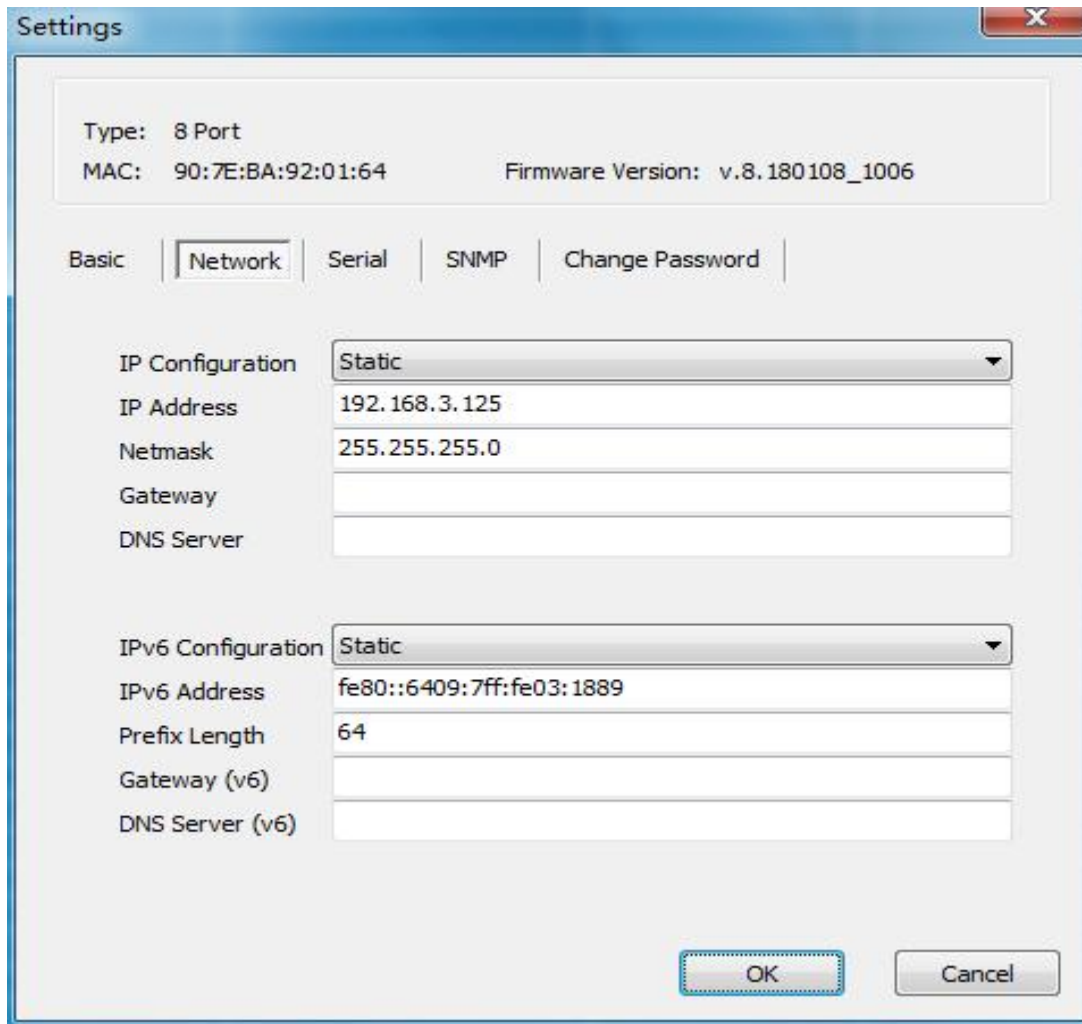 Settings
Type: 8 Port
MAC: 90:7E:BA:92:01:64 Firmware Version: v.8.180108_1006
Basic Network Serial SNMP Change Password
IP Configuration Static
IP Address 192.168.3.125
Netmask 255.255.255.0
Gateway
DNS Server
IPv6 Configuration Static
IPv6 Address fe80::6409:7ff:fe03:1889
Prefix Length 64
Gateway (v6)
DNS Server (v6)
OK Cancel